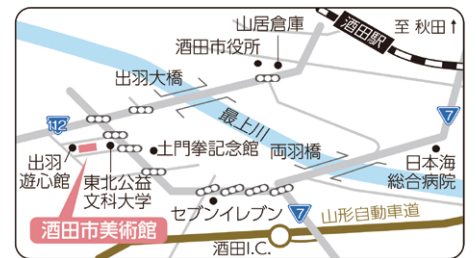 山居倉庫
酒田市役所
酒田駅
至 秋田↑
出羽大橋
最上川
7
112
土門拳記念館
両羽橋
出羽
遊心館
東北公益
文科大学
日本海
総合病院
酒田市美術館
セブンイレブン
7
山形自動車道
酒田I.C.